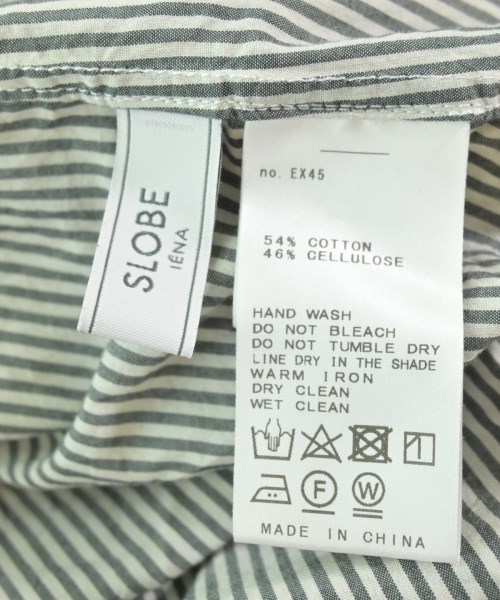 SLOBE
IÉNA
no. EX45
54% COTTON
46% CELLULOSE
HAND WASH
DO NOT BLEACH
DO NOT TUMBLE DRY
LINE DRY IN THE SHADE
WARM IRON
DRY CLEAN
WET CLEAN
F W
MADE IN CHINA